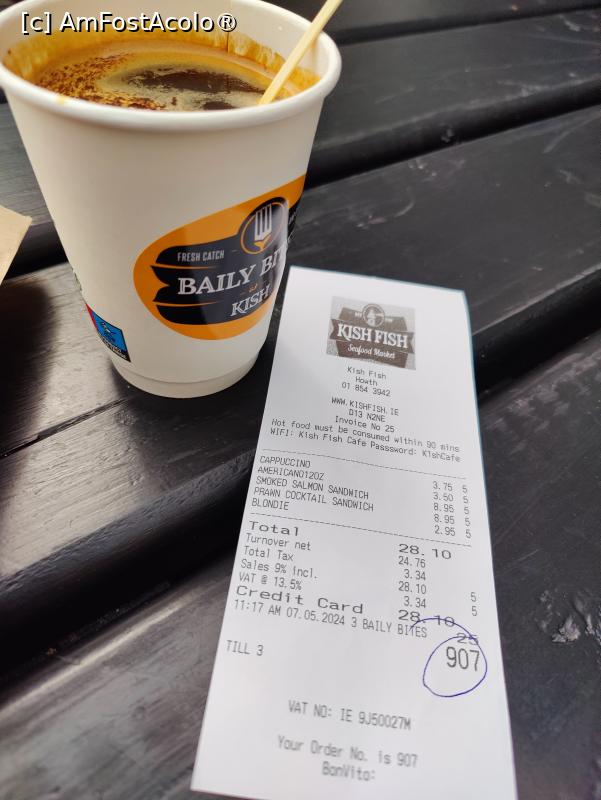 [c] AmFostAcolo®
FRESH CATCH
BAILY BIT
at
KISH
KISH FISH
Seafood Market
Kish Fish
Howth
01 854 3942
WWW.KISHFISH.IE
D13 N2NE
Invoice No 25
Hot food must be consumed within 90 mins
WIFI: Kish Fish Cafe Passsword: K1shCafe
CAPPUCCINO 3.75 5
AMERICANO12OZ 3.50 5
SMOKED SALMON SANDWICH 8.95 5
PRAWN COCKTAIL SANDWICH 8.95 5
BLONDIE 2.95 5
Total 28.10
Turnover net 24.76
Total Tax 3.34
Sales 9% incl. 28.10 5
VAT @ 13.5% 3.34 5
Credit Card 28.10
11:17 AM 07.05.2024 3 BAILY BITES 25
TILL 3 907
VAT NO: IE 9J50027M
Your Order No. is 907
BonVito: